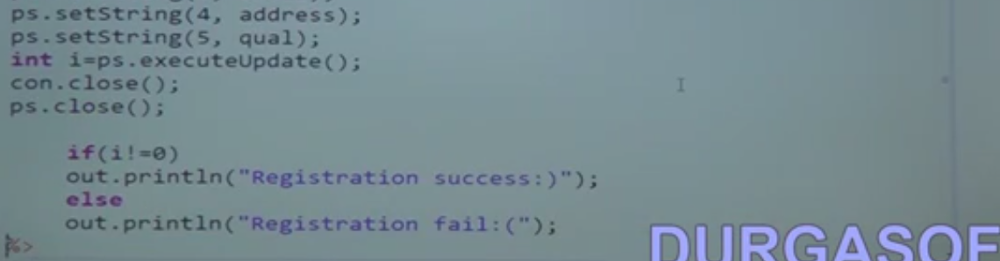 ps.setString(4, address);
ps.setString(5, qual);
int i=ps.executeUpdate();
con.close();
ps.close();
if(i!=0)
out.println("Registration success:)");
else
out.println("Registration fail:(");
%>
DURGASOF